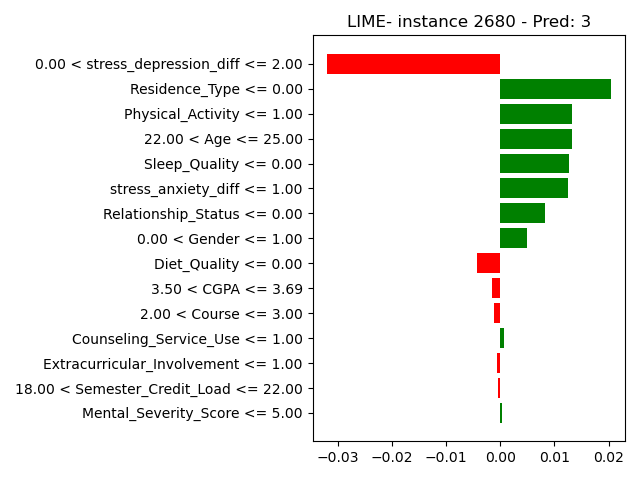 LIME- instance 2680 - Pred: 3
0.00 < stress_depression_diff <= 2.00
Residence_Type <= 0.00
Physical_Activity <= 1.00
22.00 < Age <= 25.00
Sleep_Quality <= 0.00
stress_anxiety_diff <= 1.00
Relationship_Status <= 0.00
0.00 < Gender <= 1.00
Diet_Quality <= 0.00
3.50 < CGPA <= 3.69
2.00 < Course <= 3.00
Counseling_Service_Use <= 1.00
Extracurricular_Involvement <= 1.00
18.00 < Semester_Credit_Load <= 22.00
Mental_Severity_Score <= 5.00
−0.03 −0.02 −0.01 0.00 0.01 0.02